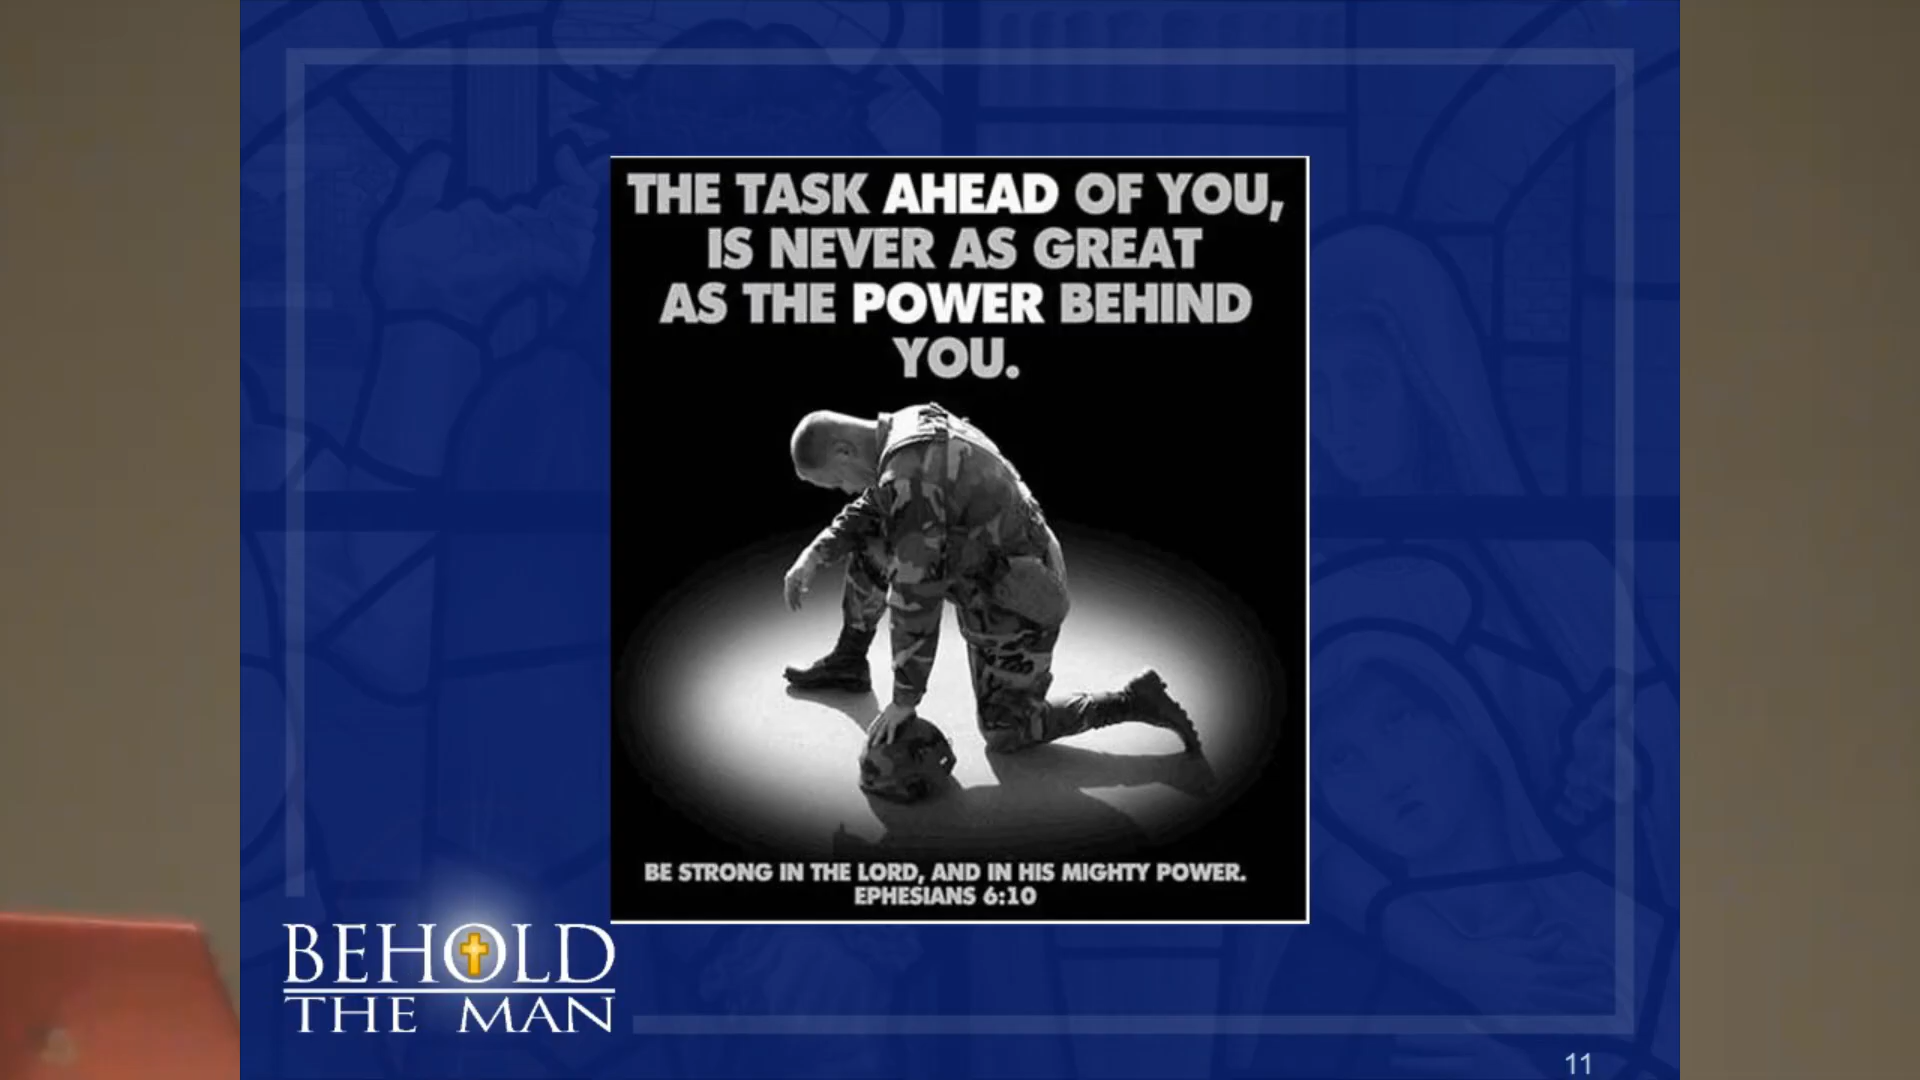 THE TASK AHEAD OF YOU,
IS NEVER AS GREAT
AS THE POWER BEHIND
YOU.
BE STRONG IN THE LORD, AND IN HIS MIGHTY POWER.
EPHESIANS 6:10
BEHOLD
THE MAN
11